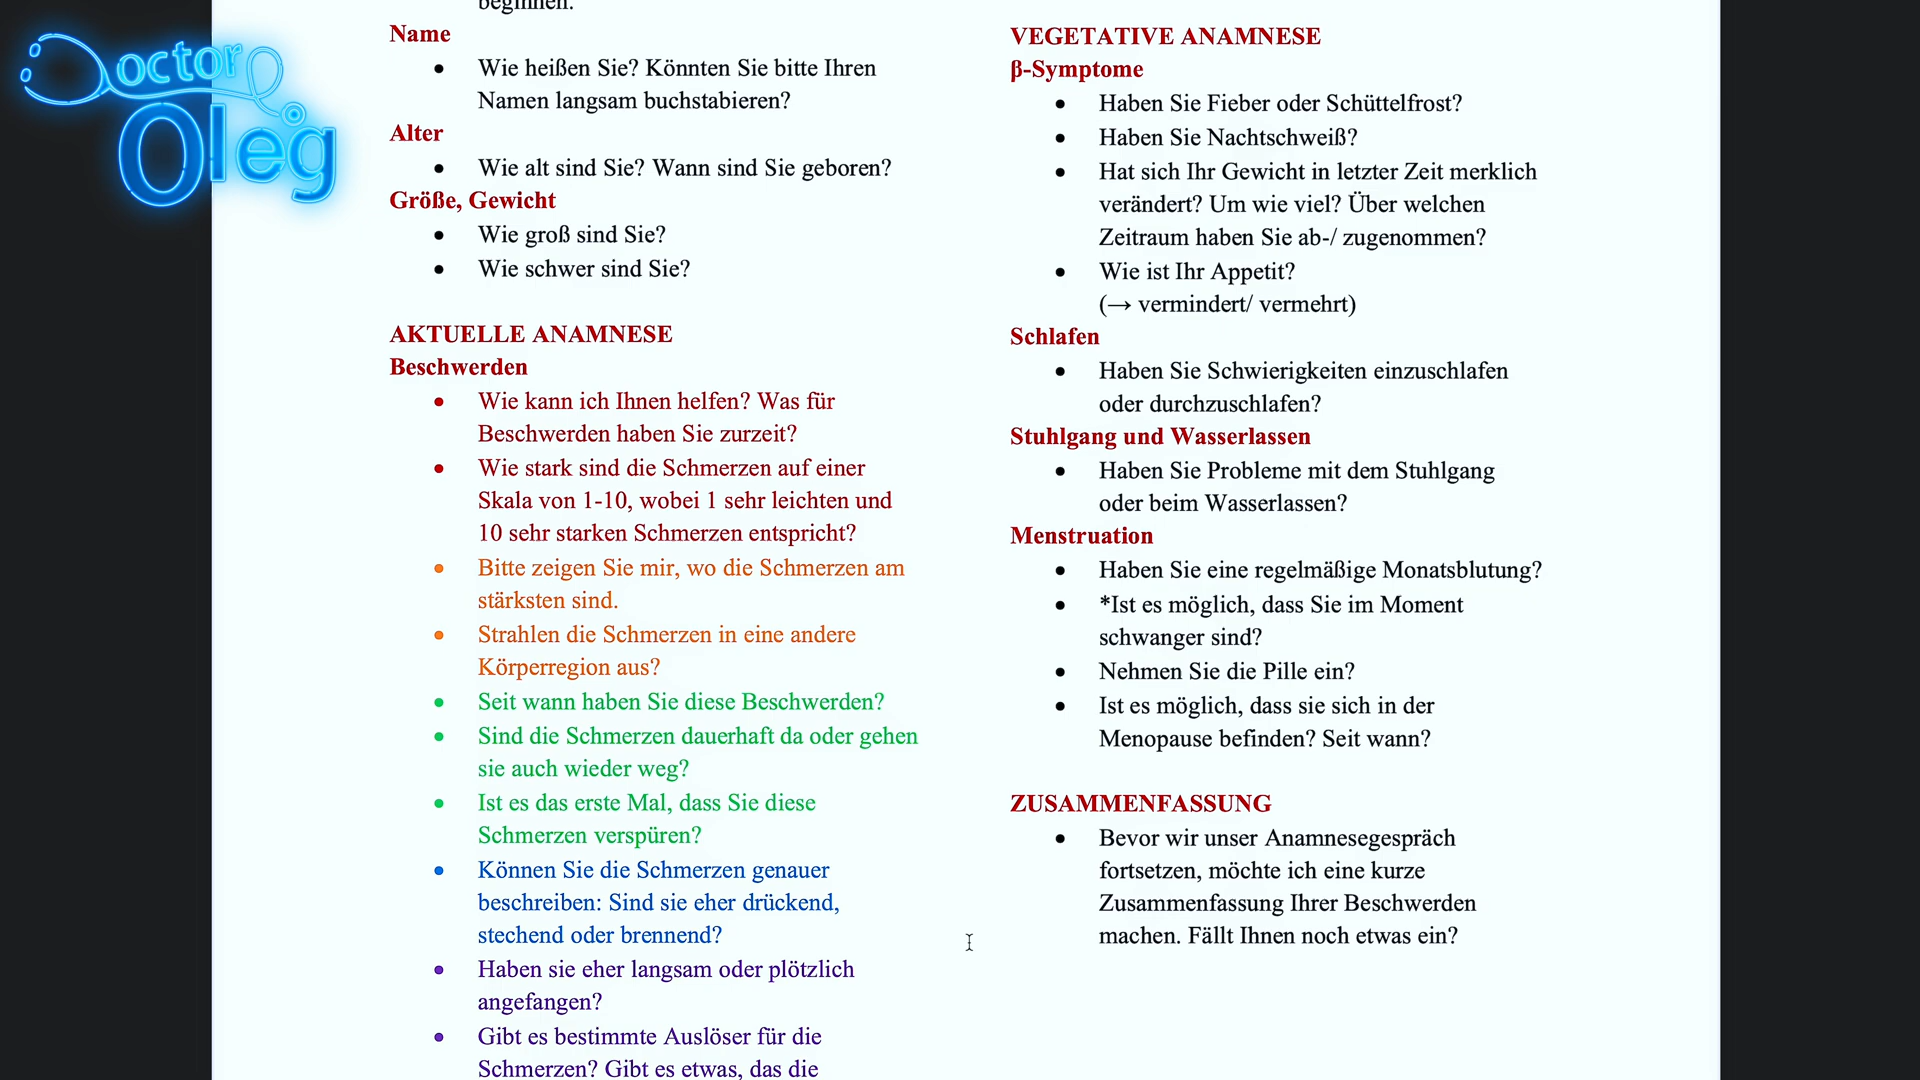 Doctor
Oleg
beginnen.
Name
• Wie heißen Sie? Könnten Sie bitte Ihren
Namen langsam buchstabieren?
Alter
• Wie alt sind Sie? Wann sind Sie geboren?
Größe, Gewicht
• Wie groß sind Sie?
• Wie schwer sind Sie?
AKTUELLE ANAMNESE
Beschwerden
• Wie kann ich Ihnen helfen? Was für
Beschwerden haben Sie zurzeit?
• Wie stark sind die Schmerzen auf einer
Skala von 1-10, wobei 1 sehr leichten und
10 sehr starken Schmerzen entspricht?
• Bitte zeigen Sie mir, wo die Schmerzen am
stärksten sind.
• Strahlen die Schmerzen in eine andere
Körperregion aus?
• Seit wann haben Sie diese Beschwerden?
• Sind die Schmerzen dauerhaft da oder gehen
sie auch wieder weg?
• Ist es das erste Mal, dass Sie diese
Schmerzen verspüren?
• Können Sie die Schmerzen genauer
beschreiben: Sind sie eher drückend,
stechend oder brennend?
• Haben sie eher langsam oder plötzlich
angefangen?
• Gibt es bestimmte Auslöser für die
Schmerzen? Gibt es etwas, das die
VEGETATIVE ANAMNESE
β-Symptome
• Haben Sie Fieber oder Schüttelfrost?
• Haben Sie Nachtschweiß?
• Hat sich Ihr Gewicht in letzter Zeit merklich
verändert? Um wie viel? Über welchen
Zeitraum haben Sie ab-/ zugenommen?
• Wie ist Ihr Appetit?
(→ vermindert/ vermehrt)
Schlafen
• Haben Sie Schwierigkeiten einzuschlafen
oder durchzuschlafen?
Stuhlgang und Wasserlassen
• Haben Sie Probleme mit dem Stuhlgang
oder beim Wasserlassen?
Menstruation
• Haben Sie eine regelmäßige Monatsblutung?
• *Ist es möglich, dass Sie im Moment
schwanger sind?
• Nehmen Sie die Pille ein?
• Ist es möglich, dass sie sich in der
Menopause befinden? Seit wann?
ZUSAMMENFASSUNG
• Bevor wir unser Anamnesegespräch
fortsetzen, möchte ich eine kurze
Zusammenfassung Ihrer Beschwerden
machen. Fällt Ihnen noch etwas ein?